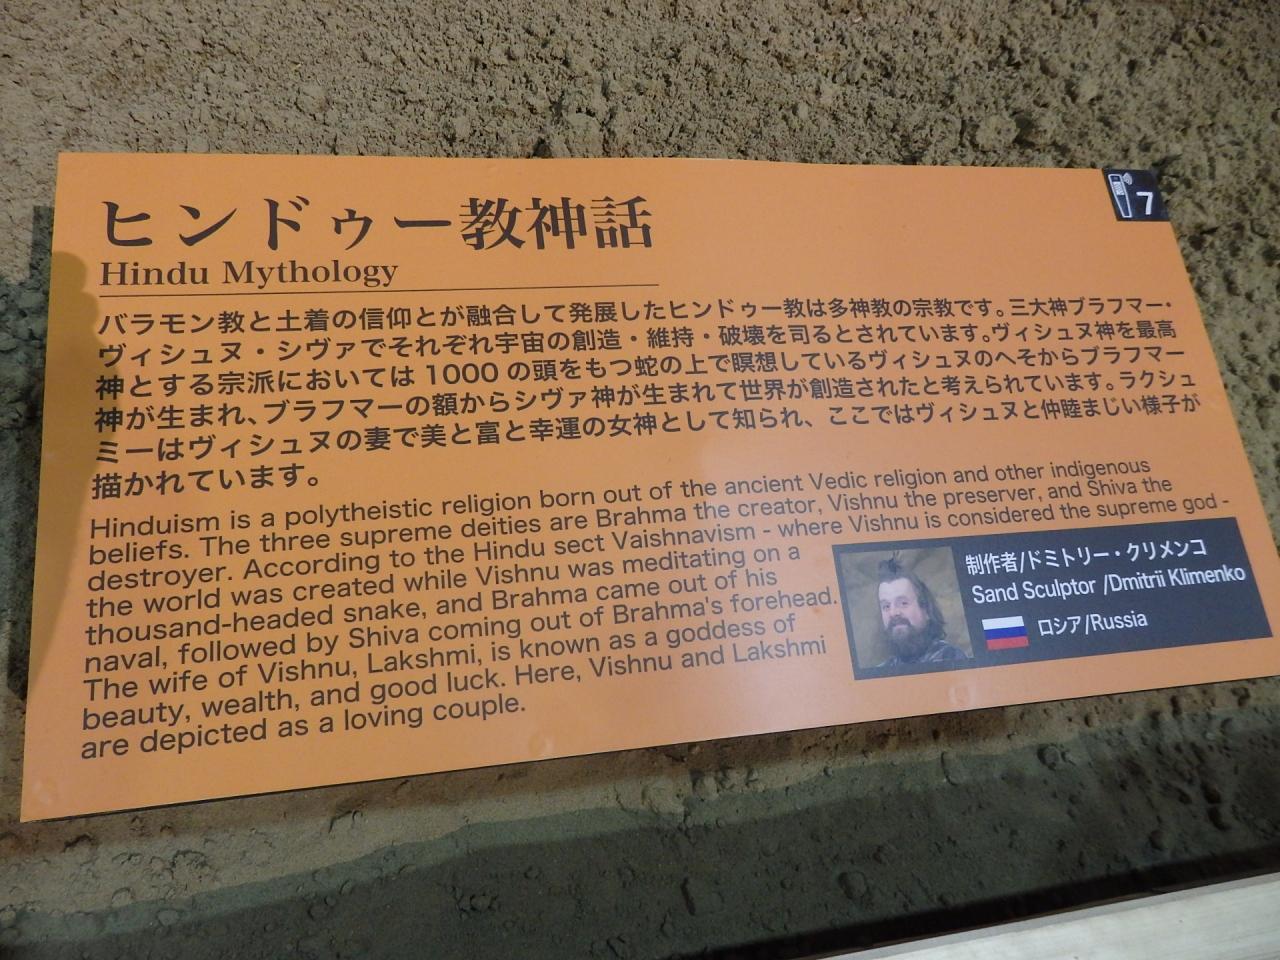 7
ヒンドゥー教神話
Hindu Mythology
バラモン教と土着の信仰とが融合して発展したヒンドゥー教は多神教の宗教です。三大神ブラフマー・
ヴィシュヌ・シヴァでそれぞれ宇宙の創造・維持・破壊を司るとされています。ヴィシュヌ神を最高
神とする宗派においては1000の頭をもつ蛇の上で瞑想しているヴィシュヌのへそからブラフマー
神が生まれ、ブラフマーの額からシヴァ神が生まれて世界が創造されたと考えられています。ラクシュ
ミーはヴィシュヌの妻で美と富と幸運の女神として知られ、ここではヴィシュヌと仲睦まじい様子が
描かれています。
Hinduism is a polytheistic religion born out of the ancient Vedic religion and other indigenous
beliefs. The three supreme deities are Brahma the creator, Vishnu the preserver, and Shiva the
destroyer. According to the Hindu sect Vaishnavism - where Vishnu is considered the supreme god -
the world was created while Vishnu was meditating on a
thousand-headed snake, and Brahma came out of his
naval, followed by Shiva coming out of Brahma's forehead.
The wife of Vishnu, Lakshmi, is known as a goddess of
beauty, wealth, and good luck. Here, Vishnu and Lakshmi
are depicted as a loving couple.
制作者/ドミトリー・クリメンコ
Sand Sculptor /Dmitrii Klimenko
ロシア/Russia